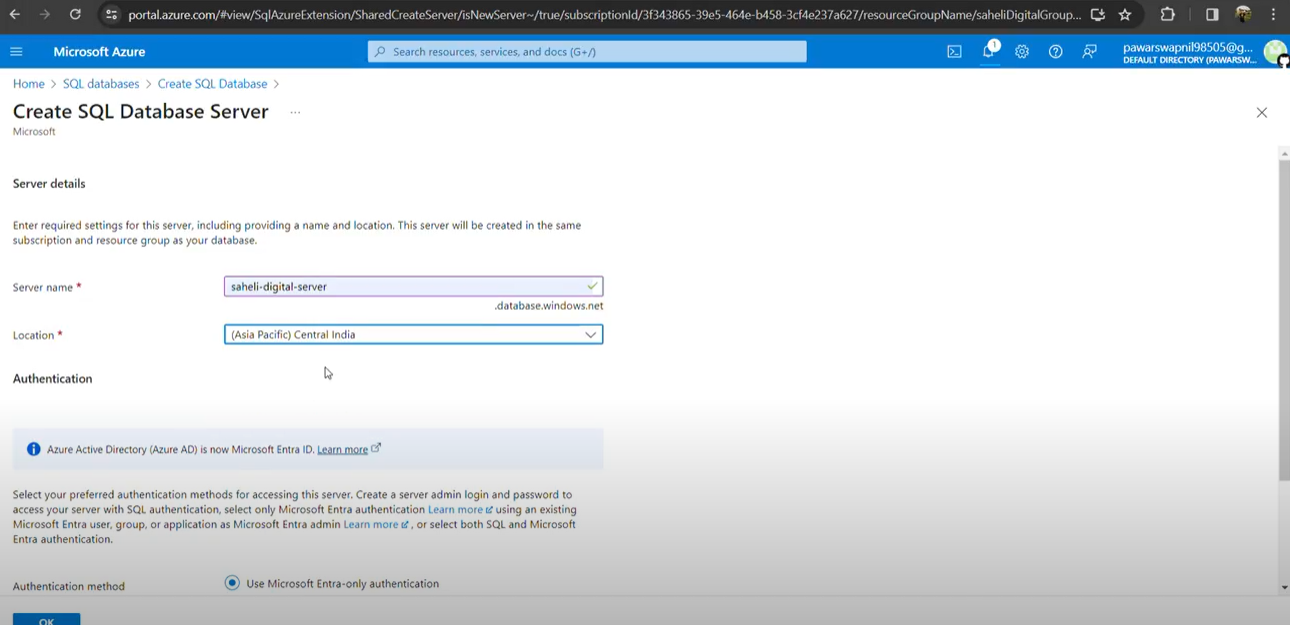 portal.azure.com/#view/SqlAzureExtension/SharedCreateServer/isNewServer~/true/subscriptionId/3f343865-39e5-464e-b458-3cf4e237a627/resourceGroupName/saheliDigitalGroup...
Microsoft Azure
Search resources, services, and docs (G+/)
1
pawarswapnil98505@g...
DEFAULT DIRECTORY (PAWARSW...
Home > SQL databases > Create SQL Database >
Create SQL Database Server ...
Microsoft
Server details
Enter required settings for this server, including providing a name and location. This server will be created in the same
subscription and resource group as your database.
Server name *
saheli-digital-server
.database.windows.net
Location *
(Asia Pacific) Central India
Authentication
Azure Active Directory (Azure AD) is now Microsoft Entra ID. Learn more
Select your preferred authentication methods for accessing this server. Create a server admin login and password to
access your server with SQL authentication, select only Microsoft Entra authentication Learn more using an existing
Microsoft Entra user, group, or application as Microsoft Entra admin Learn more , or select both SQL and Microsoft
Entra authentication.
Authentication method
Use Microsoft Entra-only authentication
OK